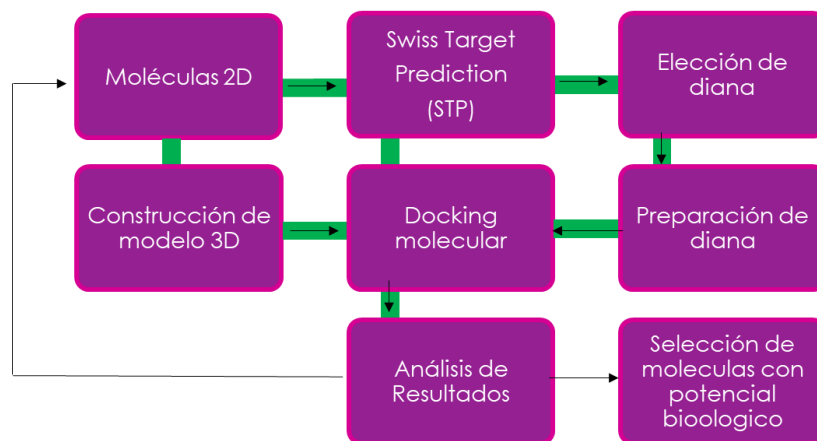 Moléculas 2D
Swiss Target
Prediction
(STP)
Elección de
diana
Construcción de
modelo 3D
Docking
molecular
Preparación de
diana
Análisis de
Resultados
Selección de
moleculas con
potencial
bioologico